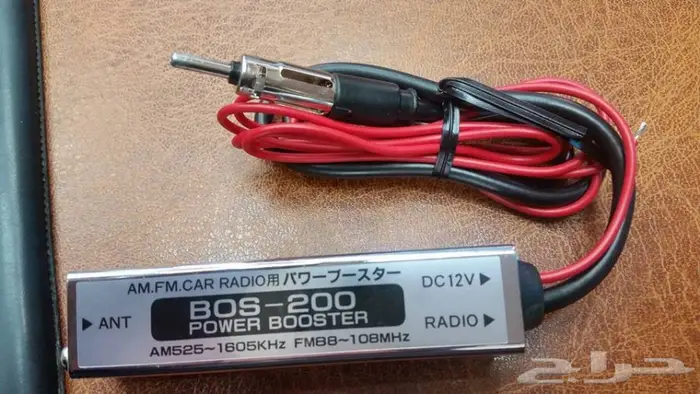 AM.FM.CAR RADIO用 パワーブースター
DC12V ▶
▶ ANT
BOS-200
POWER BOOSTER
RADIO ▶
AM525~1605KHz FM88~108MHz
حراج